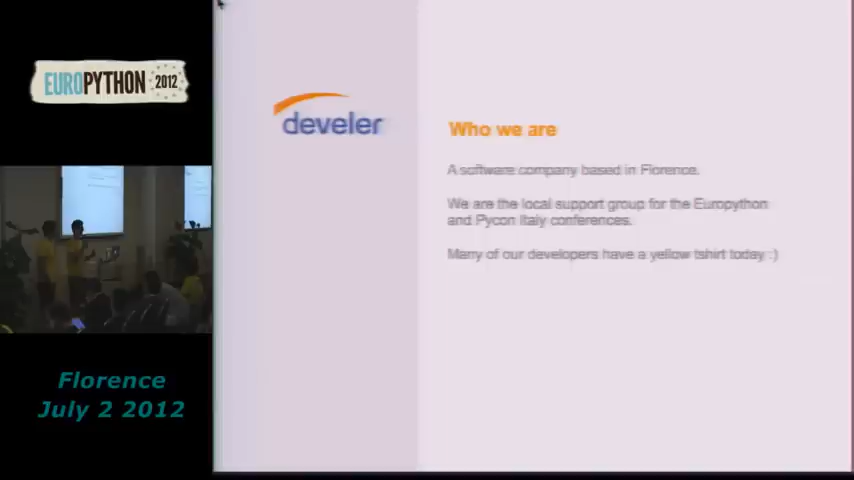 EUROPYTHON 2012
develer
Who we are
A software company based in Florence.
We are the local support group for the Europython
and Pycon Italy conferences.
Many of our developers have a yellow tshirt today :)
Florence
July 2 2012